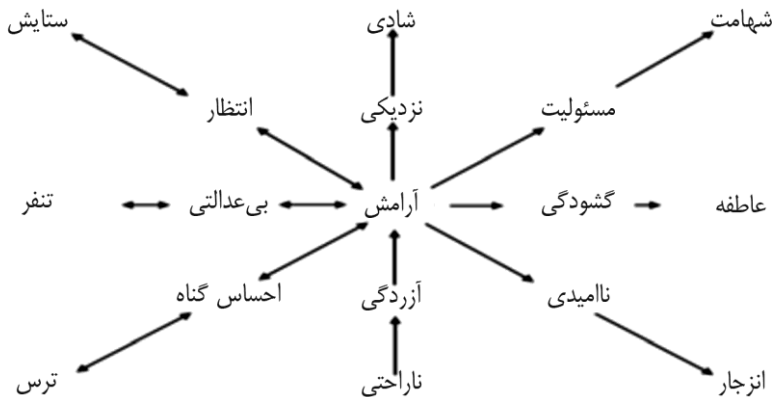 شهامت
شادی
ستایش
مسئولیت
نزدیکی
انتظار
عاطفه
گشودگی
آرامش
بی‌عدالتی
تنفر
ناامیدی
آزردگی
احساس گناه
انزجار
ناراحتی
ترس